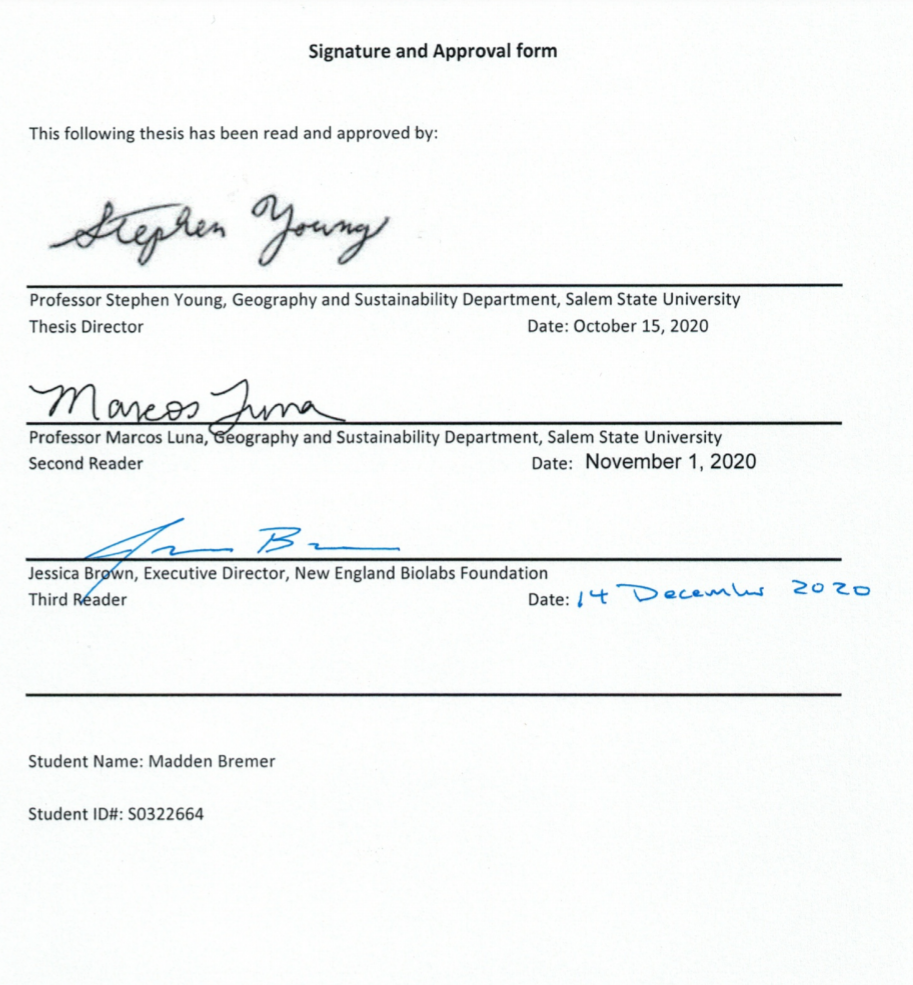 Signature and Approval form
This following thesis has been read and approved by:
Stephen Young
Professor Stephen Young, Geography and Sustainability Department, Salem State University
Thesis Director Date: October 15, 2020
Marcos Luna
Professor Marcos Luna, Geography and Sustainability Department, Salem State University
Second Reader Date: November 1, 2020
Jessica Brown, Executive Director, New England Biolabs Foundation
Third Reader Date: 14 December 2020
Student Name: Madden Bremer
Student ID#: S0322664